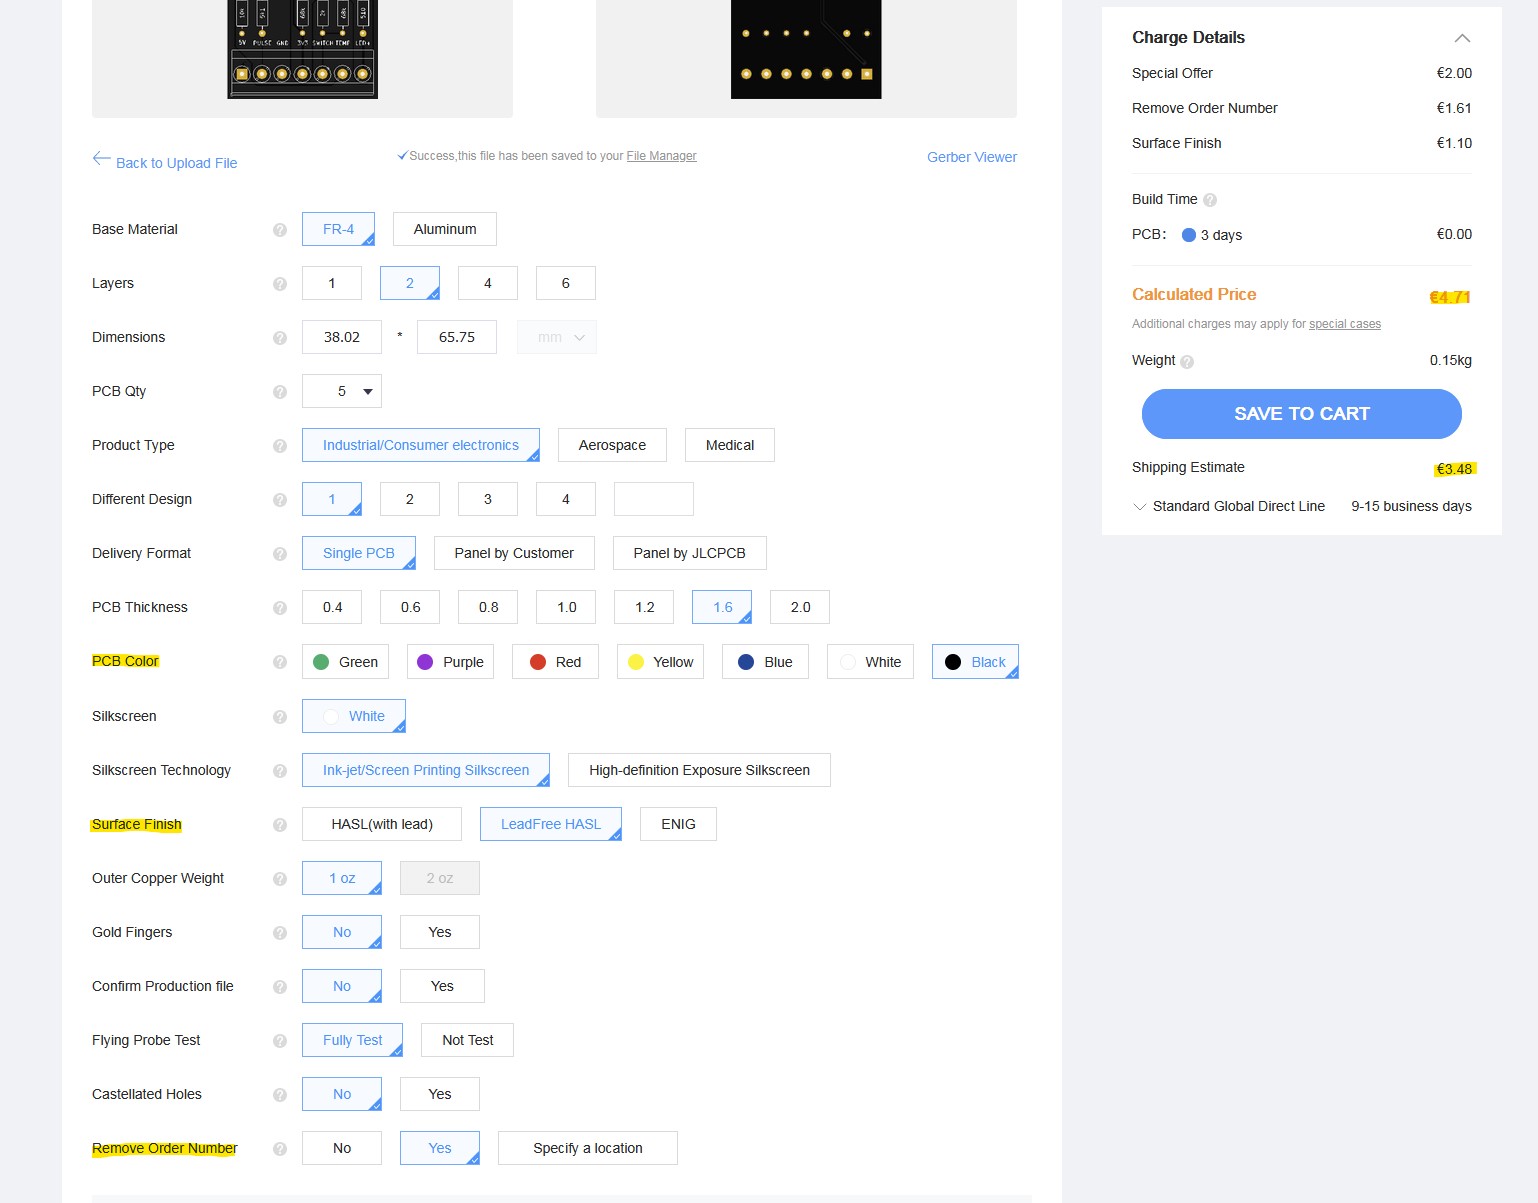 10k 5k1 68k 2k 68k 510
5V PULSE GND 3V3 SWITCH TEMP LED+
Back to Upload File
Success,this file has been saved to your File Manager
Gerber Viewer
Base Material ? FR-4 Aluminum
Layers ? 1 2 4 6
Dimensions ? 38.02 * 65.75 mm
PCB Qty ? 5
Product Type ? Industrial/Consumer electronics Aerospace Medical
Different Design ? 1 2 3 4
Delivery Format ? Single PCB Panel by Customer Panel by JLCPCB
PCB Thickness ? 0.4 0.6 0.8 1.0 1.2 1.6 2.0
PCB Color ? Green Purple Red Yellow Blue White Black
Silkscreen ? White
Silkscreen Technology ? Ink-jet/Screen Printing Silkscreen High-definition Exposure Silkscreen
Surface Finish ? HASL(with lead) LeadFree HASL ENIG
Outer Copper Weight ? 1 oz 2 oz
Gold Fingers ? No Yes
Confirm Production file ? No Yes
Flying Probe Test ? Fully Test Not Test
Castellated Holes ? No Yes
Remove Order Number ? No Yes Specify a location
Charge Details
Special Offer €2.00
Remove Order Number €1.61
Surface Finish €1.10
Build Time ?
PCB: 3 days €0.00
Calculated Price €4.71
Additional charges may apply for special cases
Weight ? 0.15kg
SAVE TO CART
Shipping Estimate €3.48
Standard Global Direct Line 9-15 business days